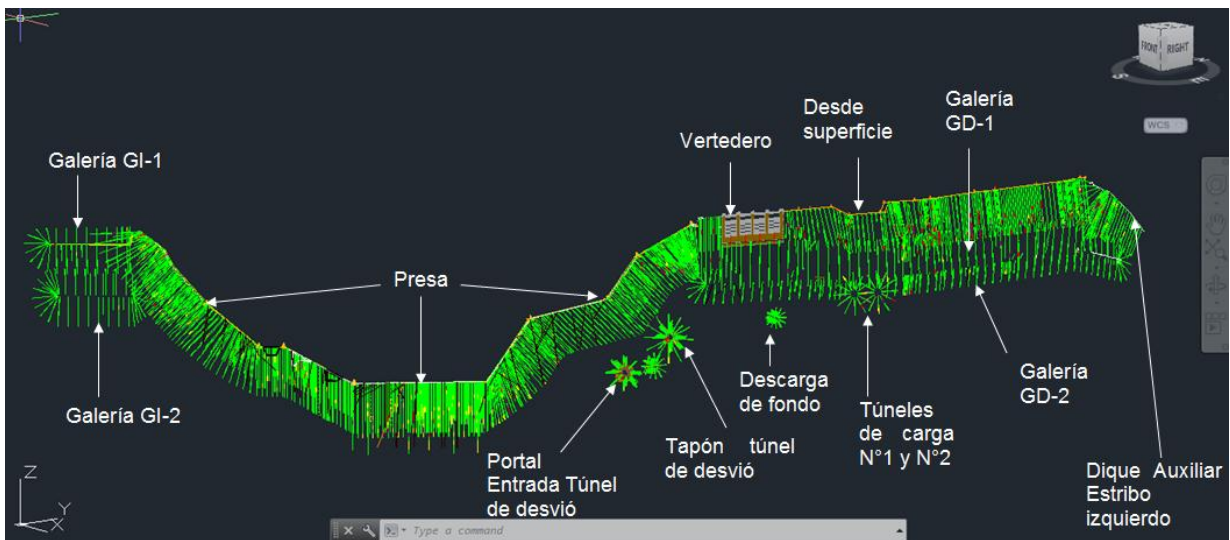 FRONT
RIGHT
WCS
Galería GI-1
Galería GI-2
Presa
Vertedero
Desde
superficie
Galería
GD-1
Portal
Entrada Túnel
de desvió
Tapón túnel
de desvió
Descarga
de fondo
Túneles
de carga
N°1 y N°2
Galería
GD-2
Dique Auxiliar
Estribo
izquierdo
Z
Y
X
Type a command